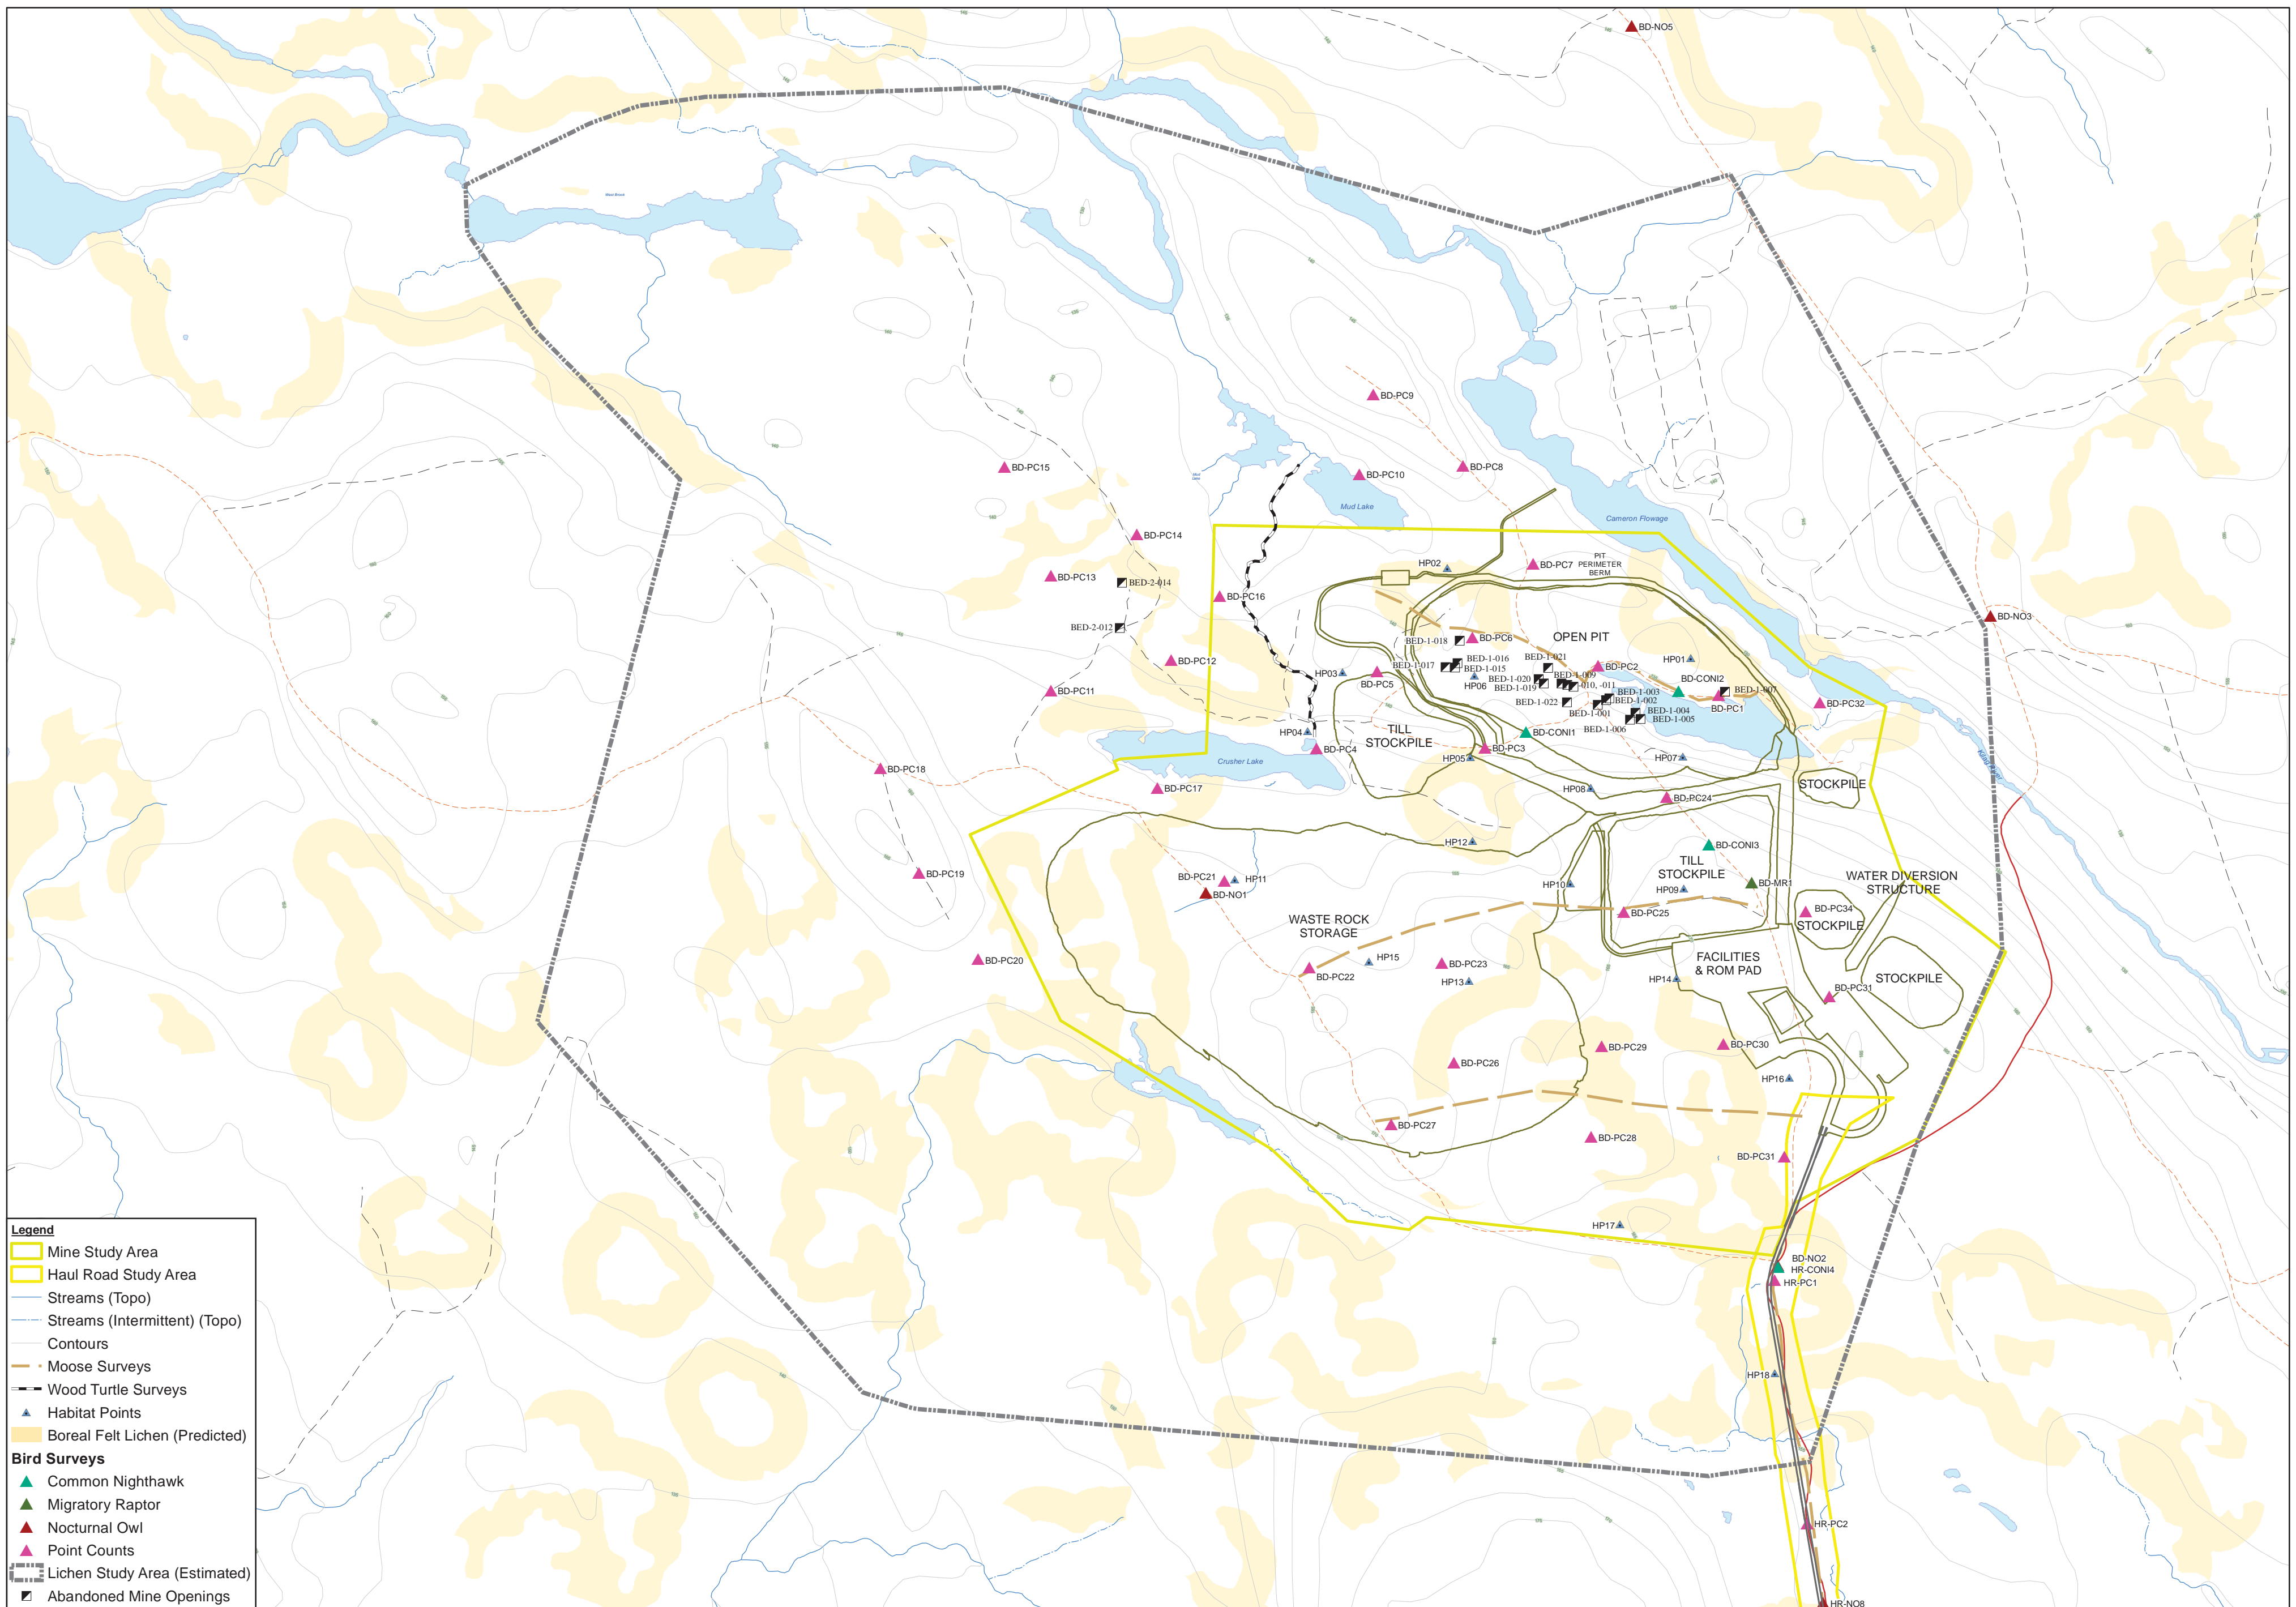 BD-NO5
Mud Lake
Cameron Flowage
Crusher Lake
BD-PC9
BD-PC15
BD-PC10
BD-PC8
BD-PC14
BD-PC13
BED-2-014
BD-PC16
HP02
BD-PC7
PIT
PERIMETER
BERM
BD-NO3
BED-2-012
BED-1-018
BD-PC6
OPEN PIT
BD-PC12
BED-1-017
BED-1-016
BED-1-015
BED-1-021
BD-PC2
HP01
HP03
BD-PC5
HP06
BED-1-020
BED-1-019
BED-1-009
-010, -011
BD-CONI2
BD-PC11
BED-1-022
BED-1-003
BED-1-002
BED-1-007
BD-PC1
BD-PC32
BED-1-001
BED-1-004
BED-1-005
BED-1-006
HP04
TILL
STOCKPILE
BD-CONI1
BD-PC4
BD-PC3
HP05
HP07
BD-PC18
BD-PC17
HP08
BD-PC24
STOCKPILE
HP12
BD-CONI3
TILL
STOCKPILE
BD-PC19
BD-PC21
HP11
BD-NO1
HP10
HP09
BD-MR1
WATER DIVERSION
STRUCTURE
WASTE ROCK
STORAGE
BD-PC25
BD-PC34
STOCKPILE
BD-PC20
HP15
BD-PC22
BD-PC23
HP13
FACILITIES
& ROM PAD
HP14
STOCKPILE
BD-PC31
BD-PC26
BD-PC29
BD-PC30
HP16
BD-PC27
BD-PC28
BD-PC31
HP17
BD-NO2
HR-CONI4
HR-PC1
HP18
HR-PC2
HR-NO8
Legend
Mine Study Area
Haul Road Study Area
Streams (Topo)
Streams (Intermittent) (Topo)
Contours
Moose Surveys
Wood Turtle Surveys
Habitat Points
Boreal Felt Lichen (Predicted)
Bird Surveys
Common Nighthawk
Migratory Raptor
Nocturnal Owl
Point Counts
Lichen Study Area (Estimated)
Abandoned Mine Openings